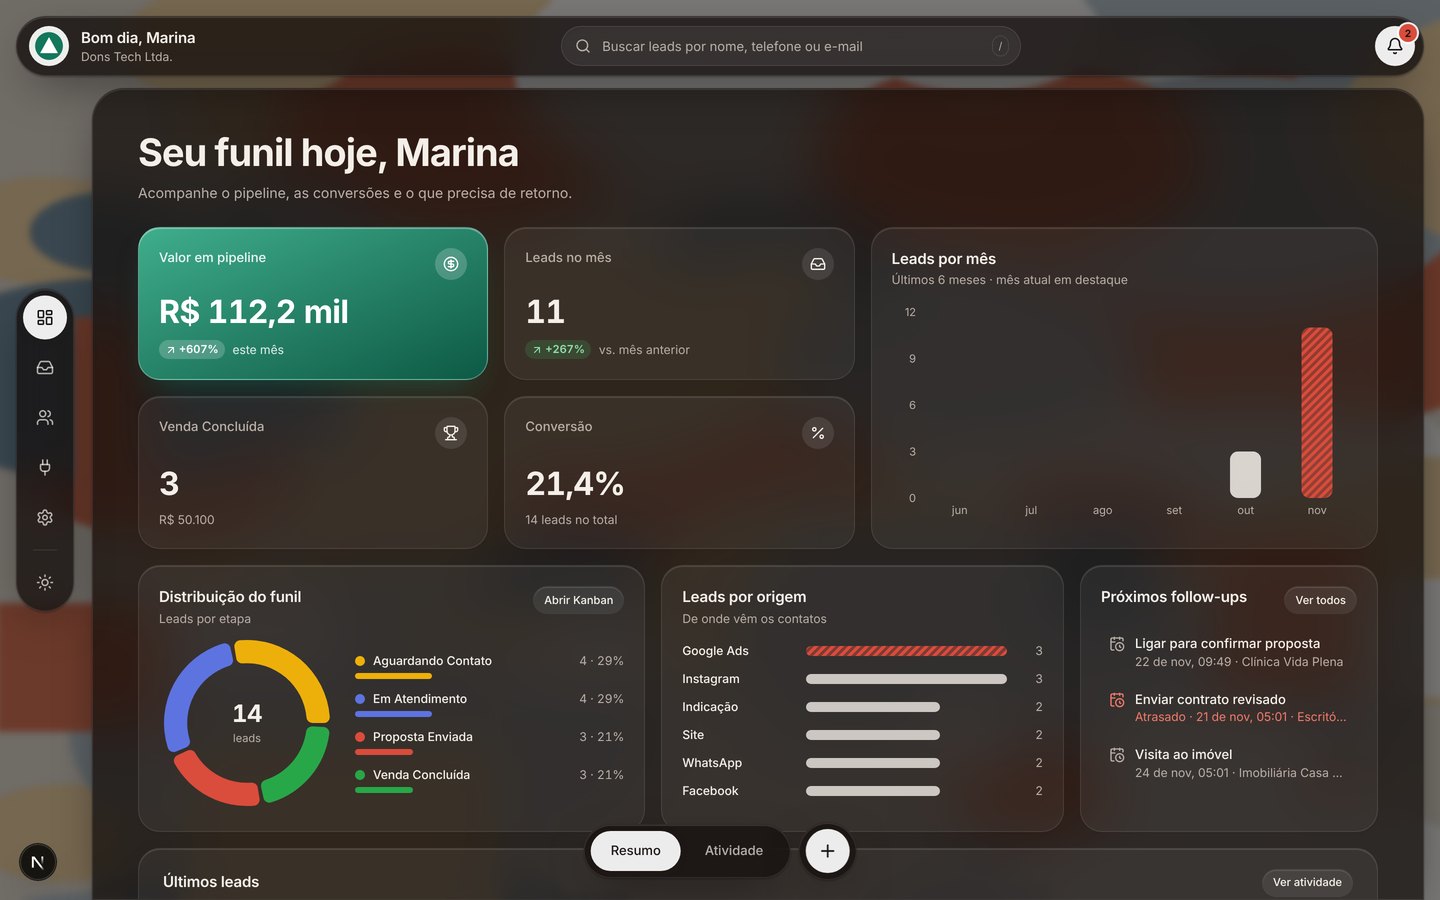 Bom dia, Marina
Dons Tech Ltda.
Buscar leads por nome, telefone ou e-mail
/
2
Seu funil hoje, Marina
Acompanhe o pipeline, as conversões e o que precisa de retorno.
Valor em pipeline
R$ 112,2 mil
+607% este mês
Leads no mês
11
+267% vs. mês anterior
Venda Concluída
3
R$ 50.100
Conversão
21,4%
14 leads no total
Leads por mês
Últimos 6 meses · mês atual em destaque
12
9
6
3
0
jun jul ago set out nov
Distribuição do funil
Leads por etapa
Abrir Kanban
14
leads
Aguardando Contato 4 · 29%
Em Atendimento 4 · 29%
Proposta Enviada 3 · 21%
Venda Concluída 3 · 21%
Leads por origem
De onde vêm os contatos
Google Ads 3
Instagram 3
Indicação 2
Site 2
WhatsApp 2
Facebook 2
Próximos follow-ups
Ver todos
Ligar para confirmar proposta
22 de nov, 09:49 · Clínica Vida Plena
Enviar contrato revisado
Atrasado · 21 de nov, 05:01 · Escritó...
Visita ao imóvel
24 de nov, 05:01 · Imobiliária Casa ...
Resumo
Atividade
N
Últimos leads
Ver atividade